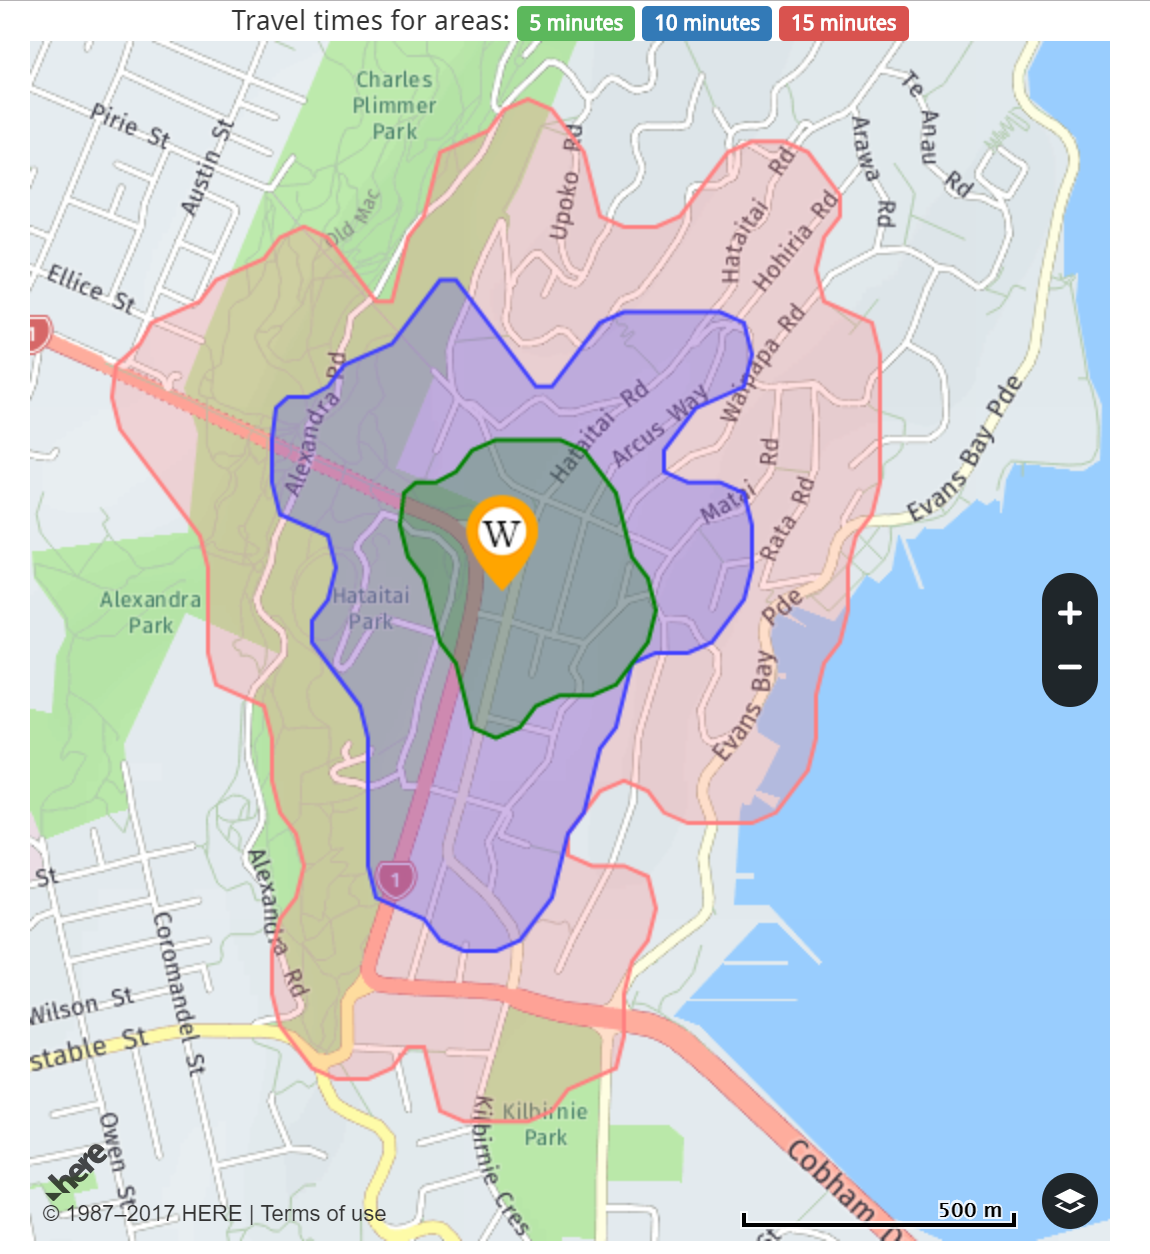 Travel times for areas: 5 minutes 10 minutes 15 minutes
Charles
Plimmer
Park
Pirie St
Austin St
Old Mac
Upoko
Te Anau Rd
Arawa Rd
Hataitai Rd
Hohiria Rd
Ellice St
1
Waipapa Rd
Alexandra Rd
Hataitai Rd
Arcus Way
Evans Bay Pde
Rd
Matai
Rata Rd
W
Alexandra
Park
Hataitai
Park
Evans Bay Pde
+
−
1
St
Alexandra Rd
Coromandel St
Wilson St
stable St
Owen St
Kilbirnie
Park
Kilbirnie Cres
Cobham D
here
500 m
© 1987–2017 HERE | Terms of use